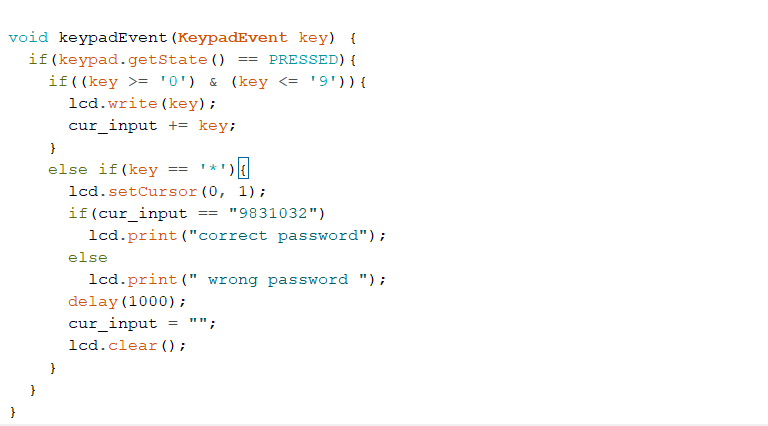 void keypadEvent(KeypadEvent key) {
  if(keypad.getState() == PRESSED){
    if((key >= '0') & (key <= '9')){
      lcd.write(key);
      cur_input += key;
    }
    else if(key == '*'){
      lcd.setCursor(0, 1);
      if(cur_input == "9831032")
        lcd.print("correct password");
      else
        lcd.print(" wrong password ");
      delay(1000);
      cur_input = "";
      lcd.clear();
    }
  }
}